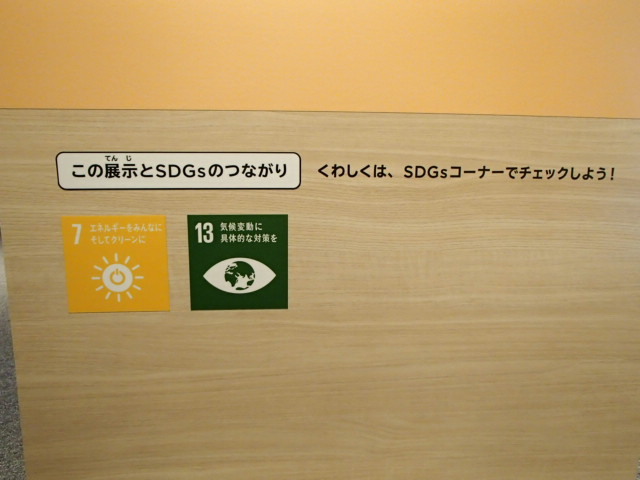 この展示とSDGsのつながり
てんじ
くわしくは、SDGsコーナーでチェックしよう!
7 エネルギーをみんなに
そしてクリーンに
13 気候変動に
具体的な対策を